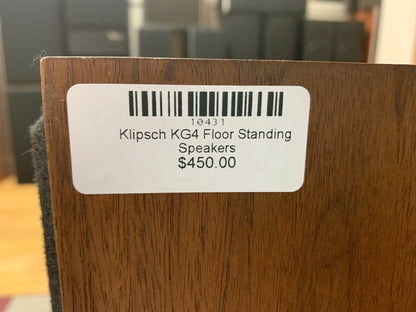 10431
Klipsch KG4 Floor Standing
Speakers
$450.00